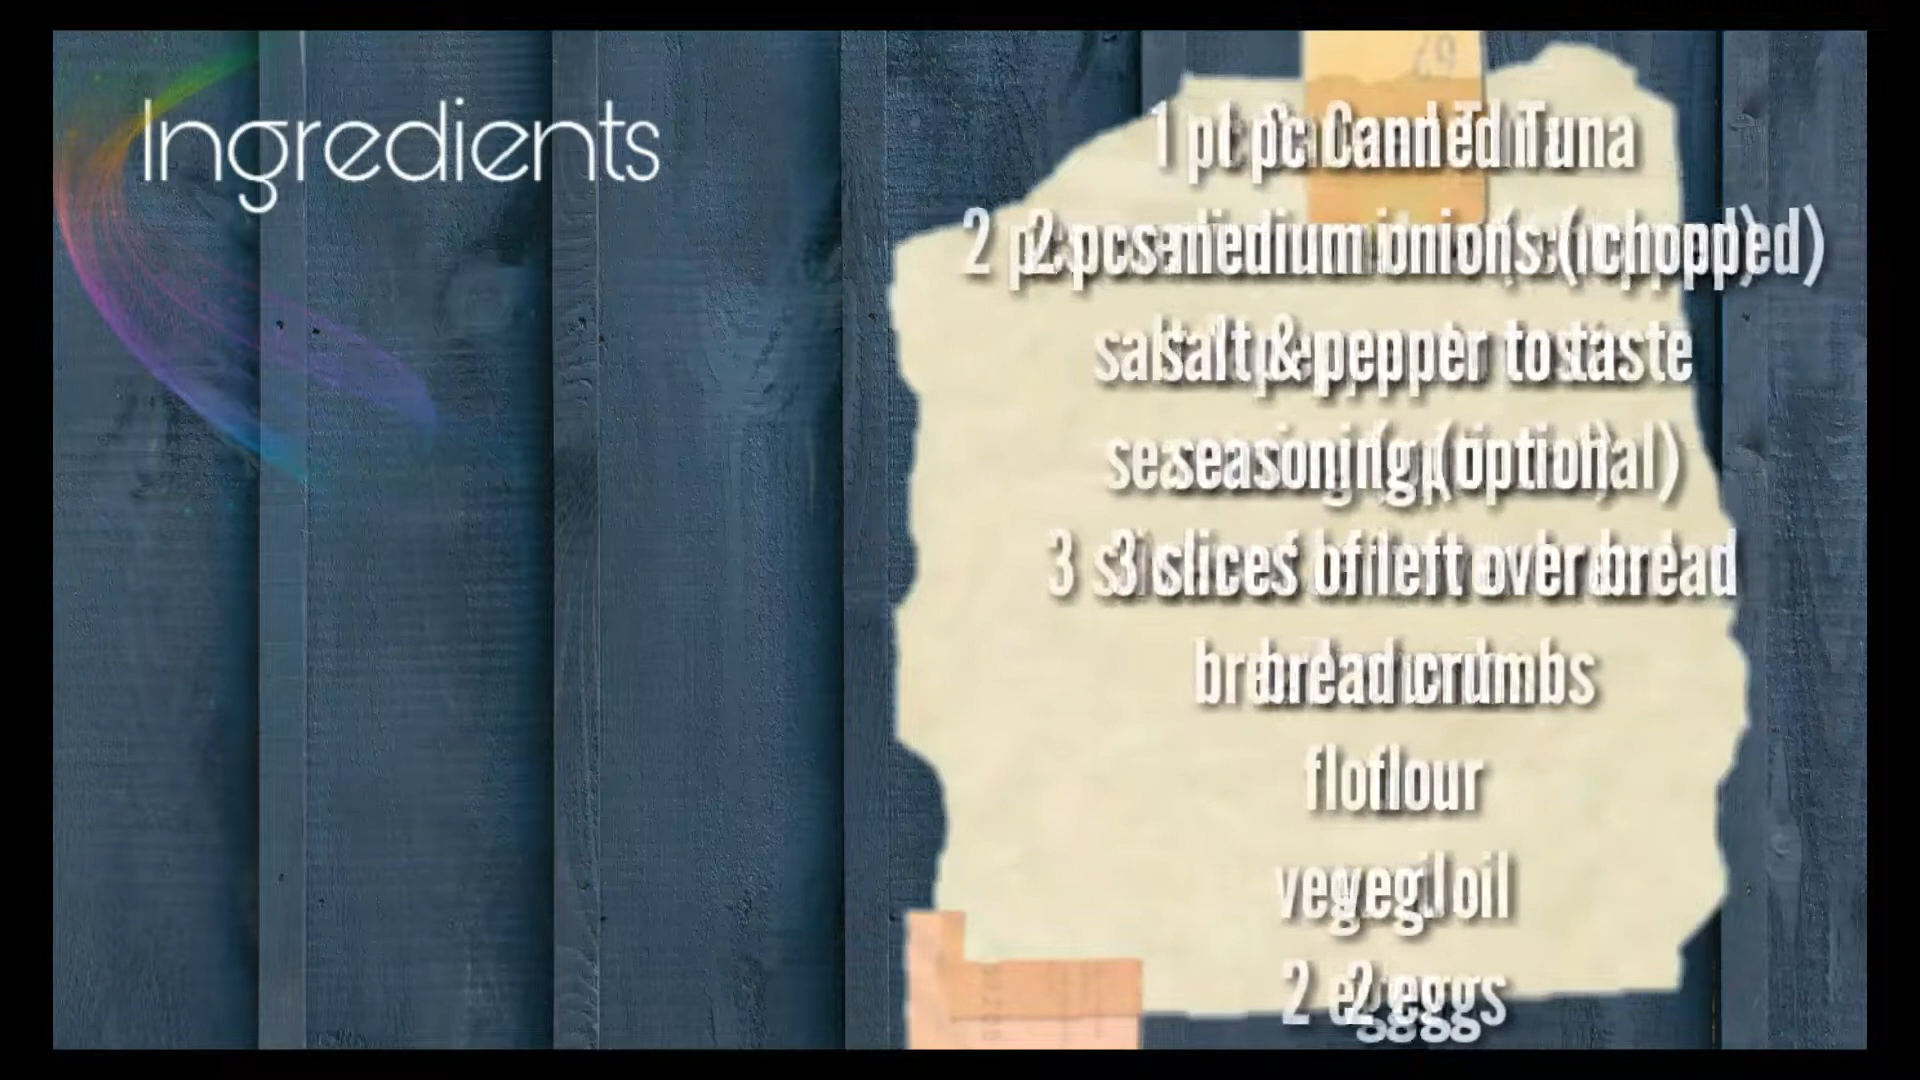 Ingredients
1 pc Canned Tuna
2 pcs medium onions (chopped)
salt & pepper to taste
seasoning (optional)
3 slices of left over bread
bread crumbs
flour
veg. oil
2 eggs